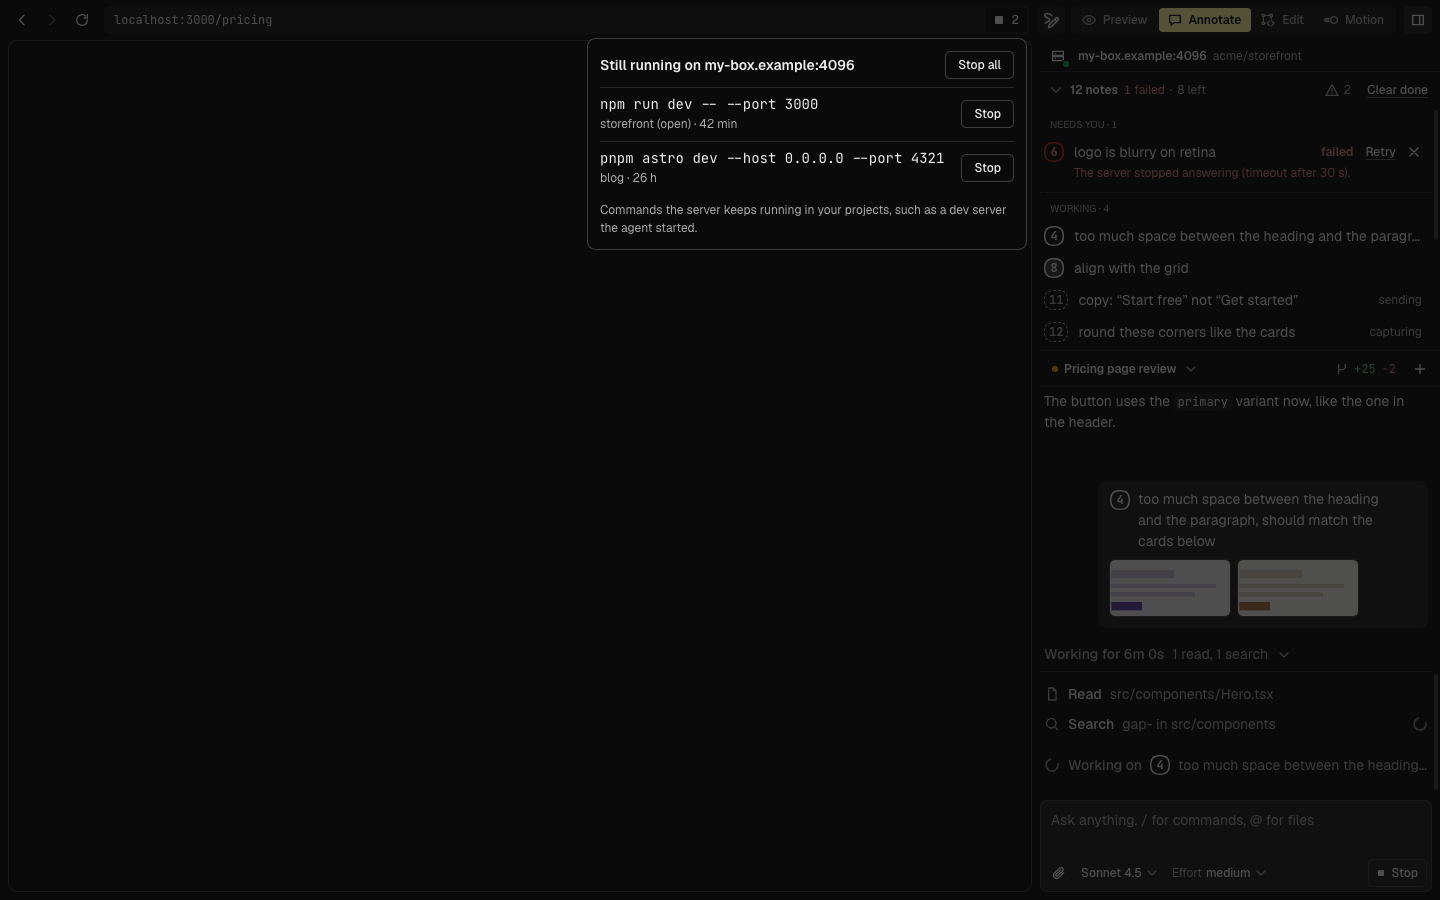 localhost:3000/pricing
2
Preview
Annotate
Edit
Motion
Still running on my-box.example:4096
Stop all
npm run dev -- --port 3000
storefront (open) · 42 min
Stop
pnpm astro dev --host 0.0.0.0 --port 4321
blog · 26 h
Stop
Commands the server keeps running in your projects, such as a dev server
the agent started.
my-box.example:4096 acme/storefront
12 notes 1 failed · 8 left
2
Clear done
NEEDS YOU · 1
6 logo is blurry on retina failed Retry
The server stopped answering (timeout after 30 s).
WORKING · 4
4 too much space between the heading and the paragr…
8 align with the grid
11 copy: “Start free” not “Get started” sending
12 round these corners like the cards capturing
Pricing page review +25 -2
The button uses the primary variant now, like the one in
the header.
4 too much space between the heading
and the paragraph, should match the
cards below
Working for 6m 0s 1 read, 1 search
Read src/components/Hero.tsx
Search gap- in src/components
Working on 4 too much space between the heading…
Ask anything. / for commands, @ for files
Sonnet 4.5 Effort medium Stop